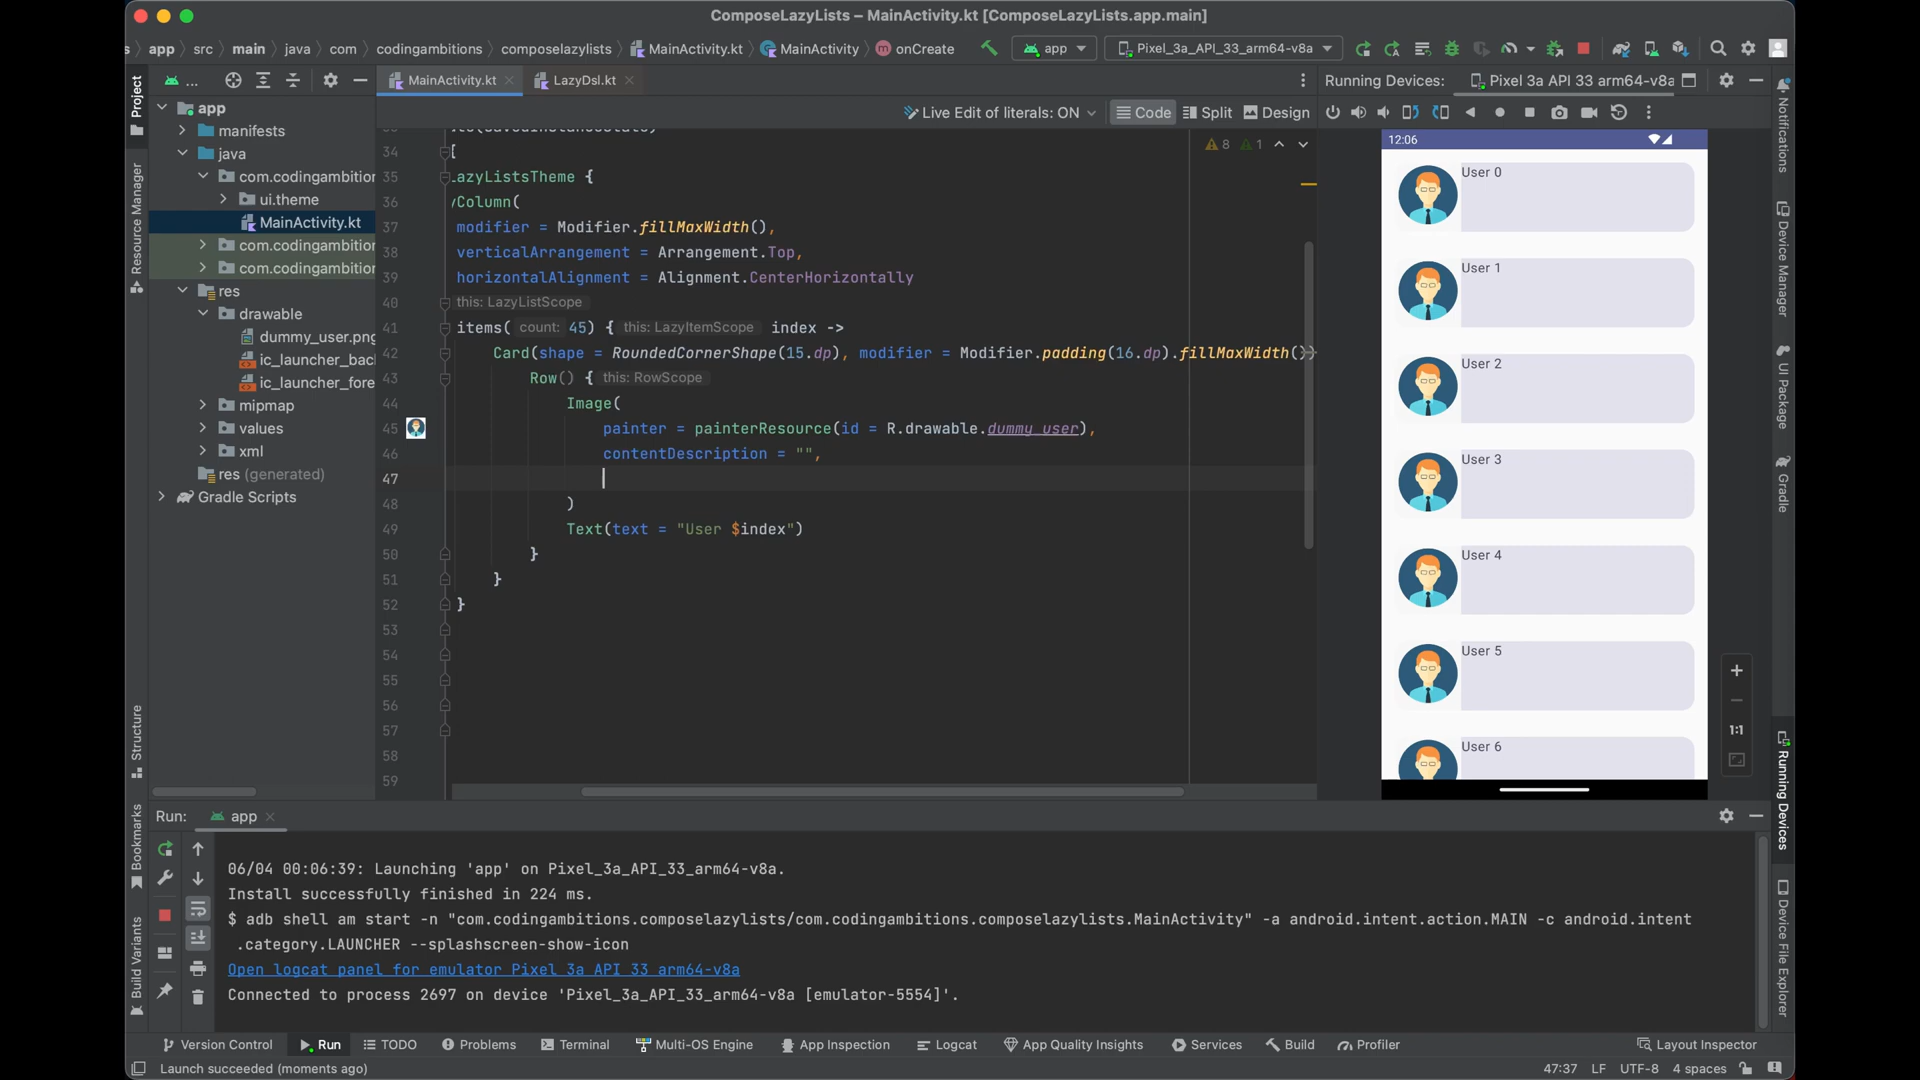 ComposeLazyLists – MainActivity.kt [ComposeLazyLists.app.main]
s app src main java com codingambitions composelazylists MainActivity.kt MainActivity onCreate
app Pixel_3a_API_33_arm64-v8a
Project
...
MainActivity.kt LazyDsl.kt
Running Devices: Pixel 3a API 33 arm64-v8a
Live Edit of literals: ON Code Split Design
app
manifests
java
com.codingambition
ui.theme
MainActivity.kt
com.codingambition
com.codingambition
res
drawable
dummy_user.png
ic_launcher_bac
ic_launcher_fore
mipmap
values
xml
res (generated)
Gradle Scripts
Resource Manager
Structure
Bookmarks
Build Variants
8 1
34 [
35 LazyListsTheme {
36 yColumn(
37 modifier = Modifier.fillMaxWidth(),
38 verticalArrangement = Arrangement.Top,
39 horizontalAlignment = Alignment.CenterHorizontally
40 this: LazyListScope
41 items( count: 45) { this: LazyItemScope index ->
42 Card(shape = RoundedCornerShape(15.dp), modifier = Modifier.padding(16.dp).fillMaxWidth())
43 Row() { this: RowScope
44 Image(
45 painter = painterResource(id = R.drawable.dummy_user),
46 contentDescription = "",
47
48 )
49 Text(text = "User $index")
50 }
51 }
52 }
53
54
55
56
57
58
59
12:06
User 0
User 1
User 2
User 3
User 4
User 5
User 6
1:1
Notifications
Device Manager
UI Package
Gradle
Running Devices
Device File Explorer
Run: app
06/04 00:06:39: Launching 'app' on Pixel_3a_API_33_arm64-v8a.
Install successfully finished in 224 ms.
$ adb shell am start -n "com.codingambitions.composelazylists/com.codingambitions.composelazylists.MainActivity" -a android.intent.action.MAIN -c android.intent
.category.LAUNCHER --splashscreen-show-icon
Open logcat panel for emulator Pixel_3a_API_33_arm64-v8a
Connected to process 2697 on device 'Pixel_3a_API_33_arm64-v8a [emulator-5554]'.
Version Control Run TODO Problems Terminal Multi-OS Engine App Inspection Logcat App Quality Insights Services Build Profiler Layout Inspector
Launch succeeded (moments ago) 47:37 LF UTF-8 4 spaces